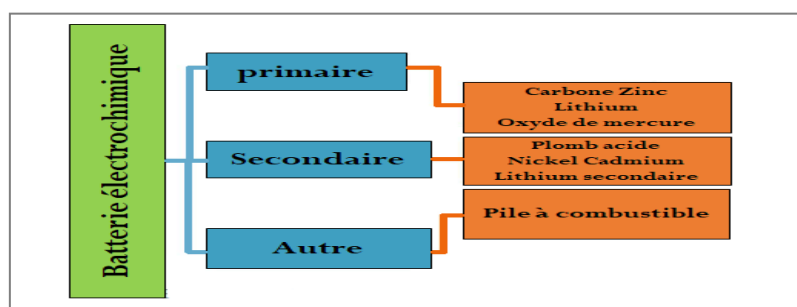 Batterie électrochimique
primaire
Carbone Zinc
Lithium
Oxyde de mercure
Secondaire
Plomb acide
Nickel Cadmium
Lithium secondaire
Autre
Pile à combustible